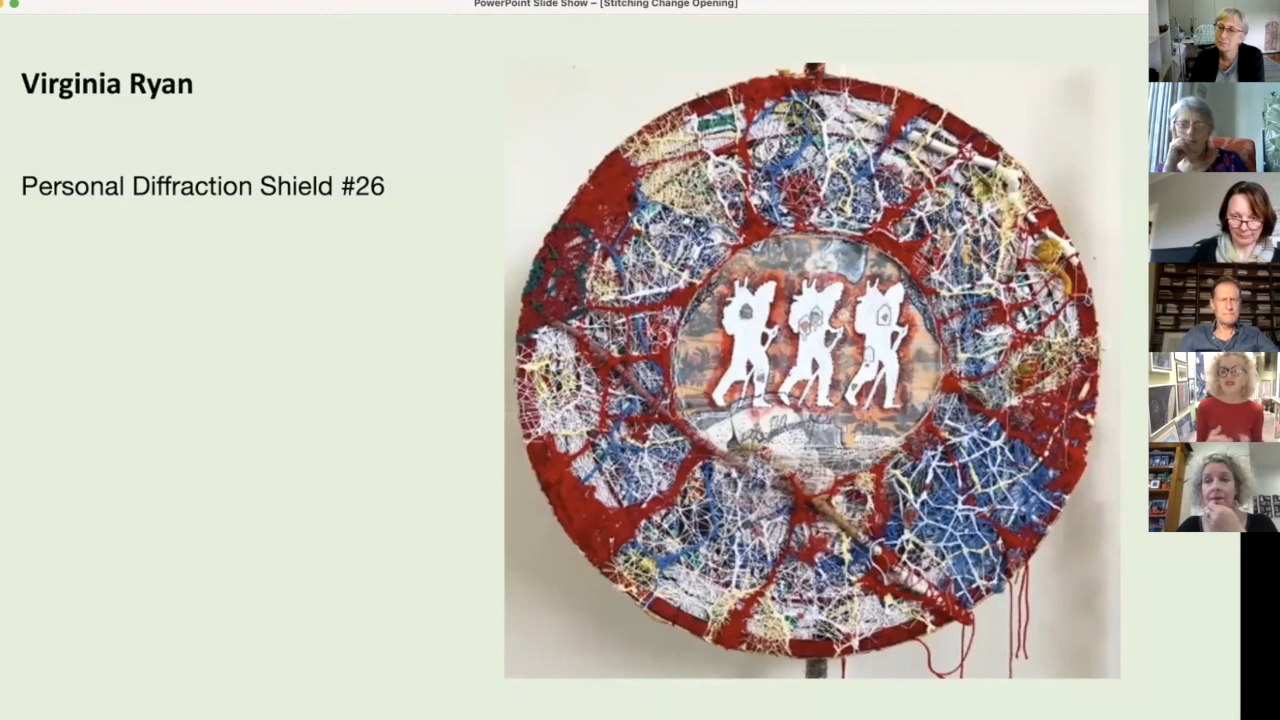 PowerPoint Slide Show – [Stitching Change Opening]
Virginia Ryan
Personal Diffraction Shield #26